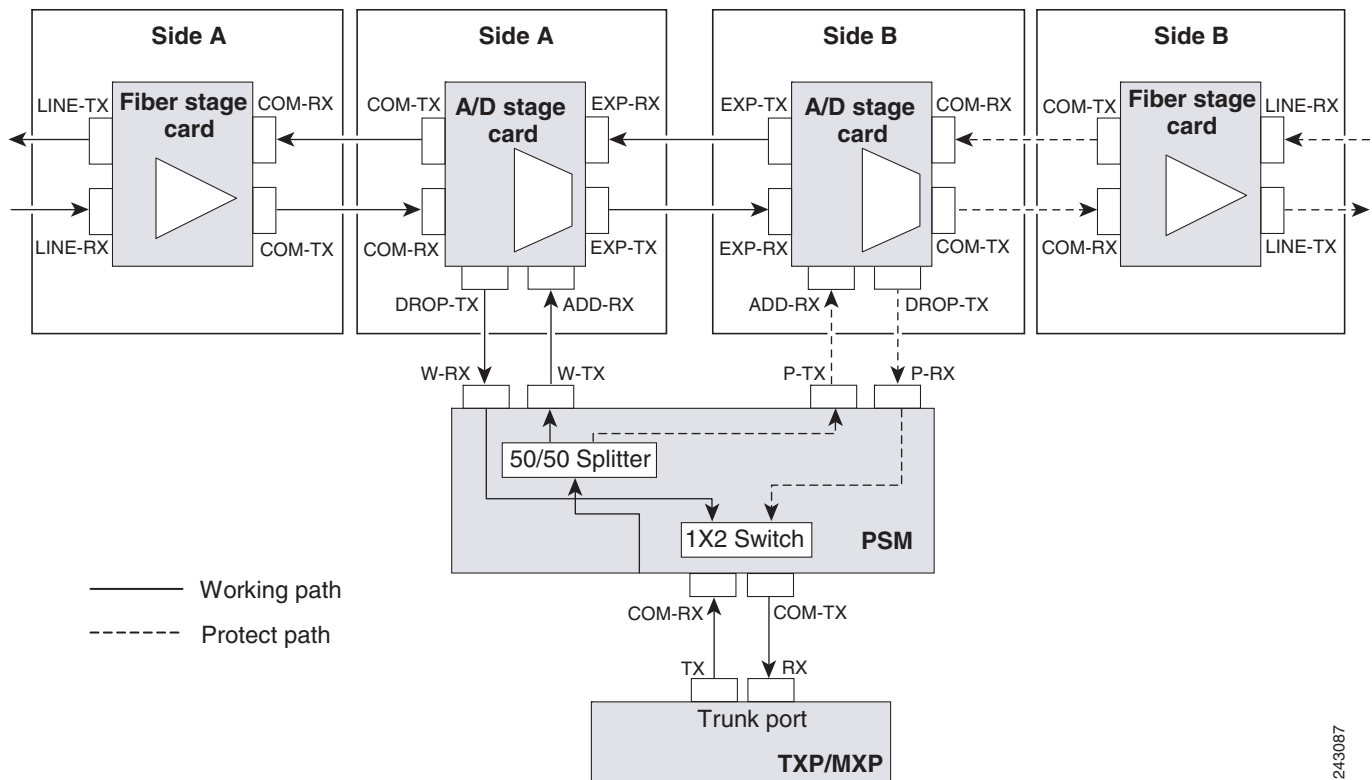 Side A
Side A
Side B
Side B
LINE-TX
Fiber stage
card
COM-RX
COM-TX
A/D stage
card
EXP-RX
EXP-TX
A/D stage
card
COM-RX
COM-TX
Fiber stage
card
LINE-RX
LINE-RX
COM-TX
COM-RX
EXP-TX
EXP-RX
COM-TX
COM-RX
LINE-TX
DROP-TX
ADD-RX
ADD-RX
DROP-TX
W-RX
W-TX
P-TX
P-RX
50/50 Splitter
1X2 Switch
PSM
Working path
Protect path
COM-RX
COM-TX
TX
RX
Trunk port
TXP/MXP
243087